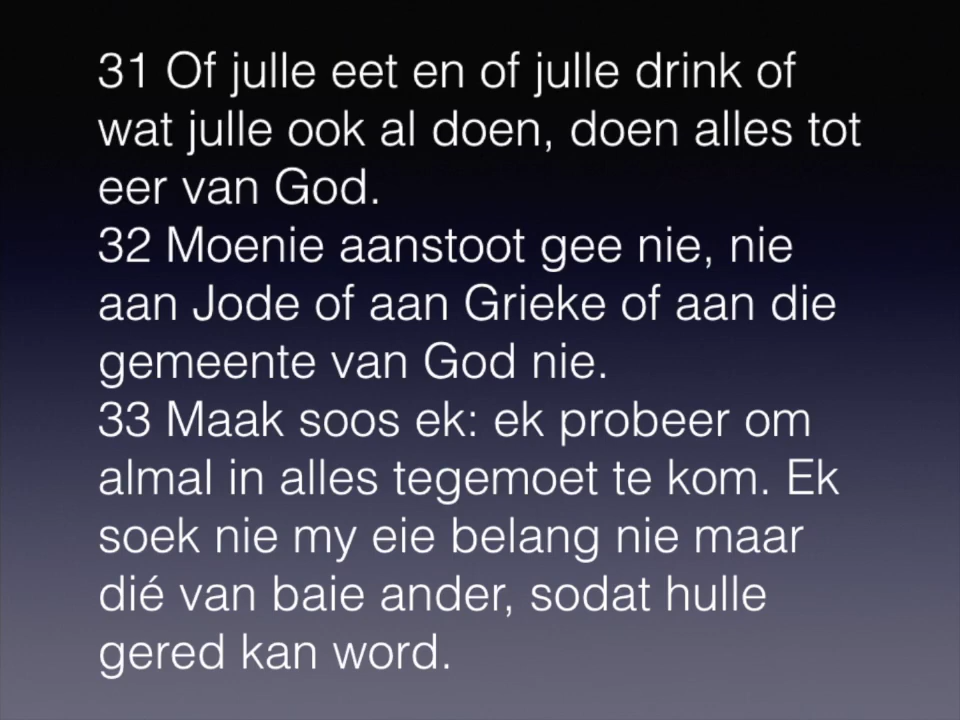 31 Of julle eet en of julle drink of
wat julle ook al doen, doen alles tot
eer van God.
32 Moenie aanstoot gee nie, nie
aan Jode of aan Grieke of aan die
gemeente van God nie.
33 Maak soos ek: ek probeer om
almal in alles tegemoet te kom. Ek
soek nie my eie belang nie maar
dié van baie ander, sodat hulle
gered kan word.